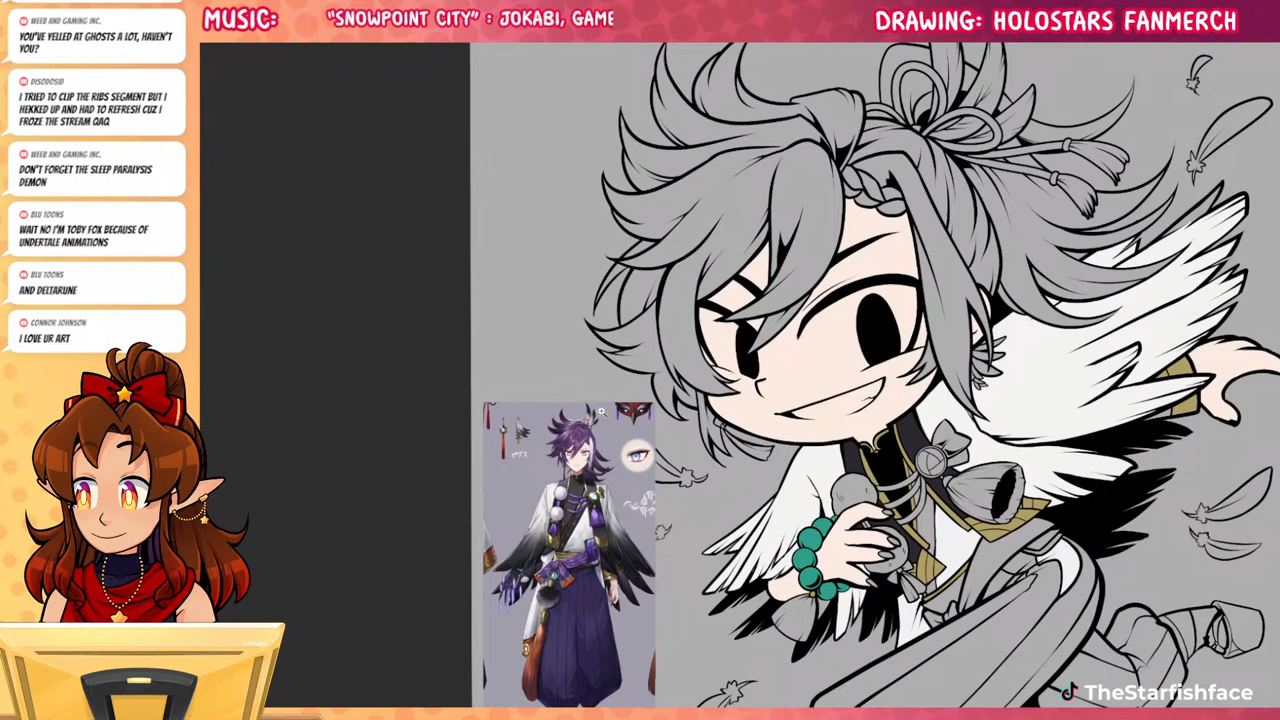 MUSIC: "SNOWPOINT CITY" : JOKABI, GAME
DRAWING: HOLOSTARS FANMERCH
WEEB AND GAMING INC.
YOU'VE YELLED AT GHOSTS A LOT, HAVEN'T
YOU?
DISODOSID
I TRIED TO CLIP THE RIBS SEGMENT BUT I
HEKKED UP AND HAD TO REFRESH CUZ I
FROZE THE STREAM QAQ
WEEB AND GAMING INC.
DON'T FORGET THE SLEEP PARALYSIS
DEMON
BLU TOONS
WAIT NO I'M TOBY FOX BECAUSE OF
UNDERTALE ANIMATIONS
BLU TOONS
AND DELTARUNE
CONNOR JOHNSON
I LOVE UR ART
TheStarfishface